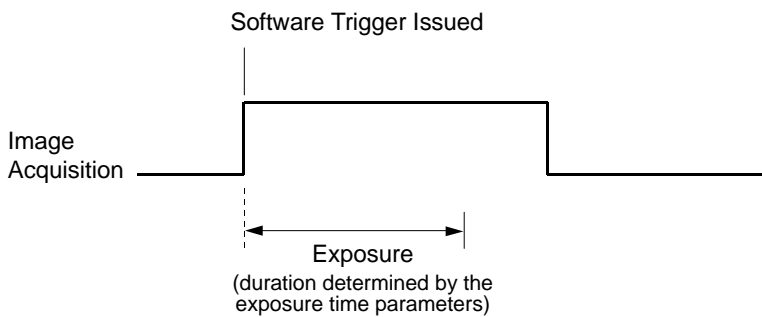 Software Trigger Issued
Image
Acquisition
Exposure
(duration determined by the
exposure time parameters)